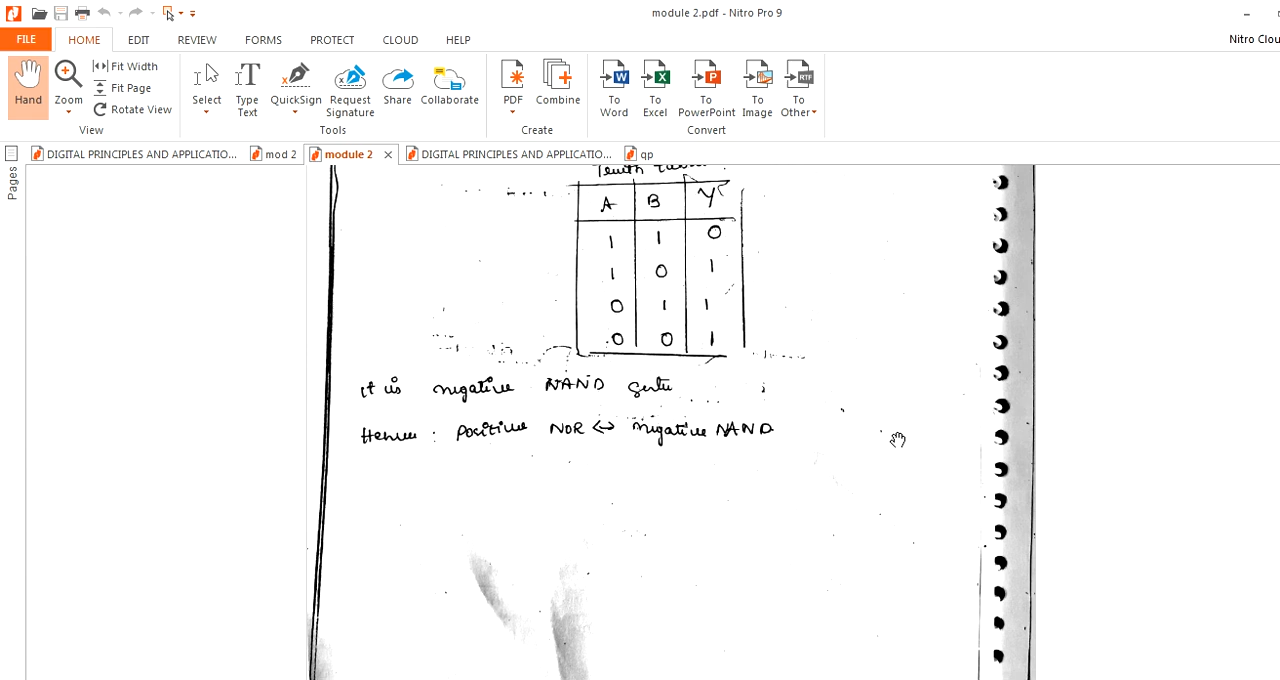 module 2.pdf - Nitro Pro 9
FILE HOME EDIT REVIEW FORMS PROTECT CLOUD HELP
Nitro Clou
Hand
Zoom
Fit Width
Fit Page
Rotate View
View
Select
Type Text
QuickSign
Request Signature
Share
Collaborate
Tools
PDF
Combine
Create
To Word
To Excel
To PowerPoint
To Image
To Other
Convert
DIGITAL PRINCIPLES AND APPLICATIO... mod 2 module 2 DIGITAL PRINCIPLES AND APPLICATIO... qp
Pages
A B Y
1 1 0
1 0 1
0 1 1
0 0 1
it is negative NAND gate
Hence : Positive NOR ↔ negative NAND